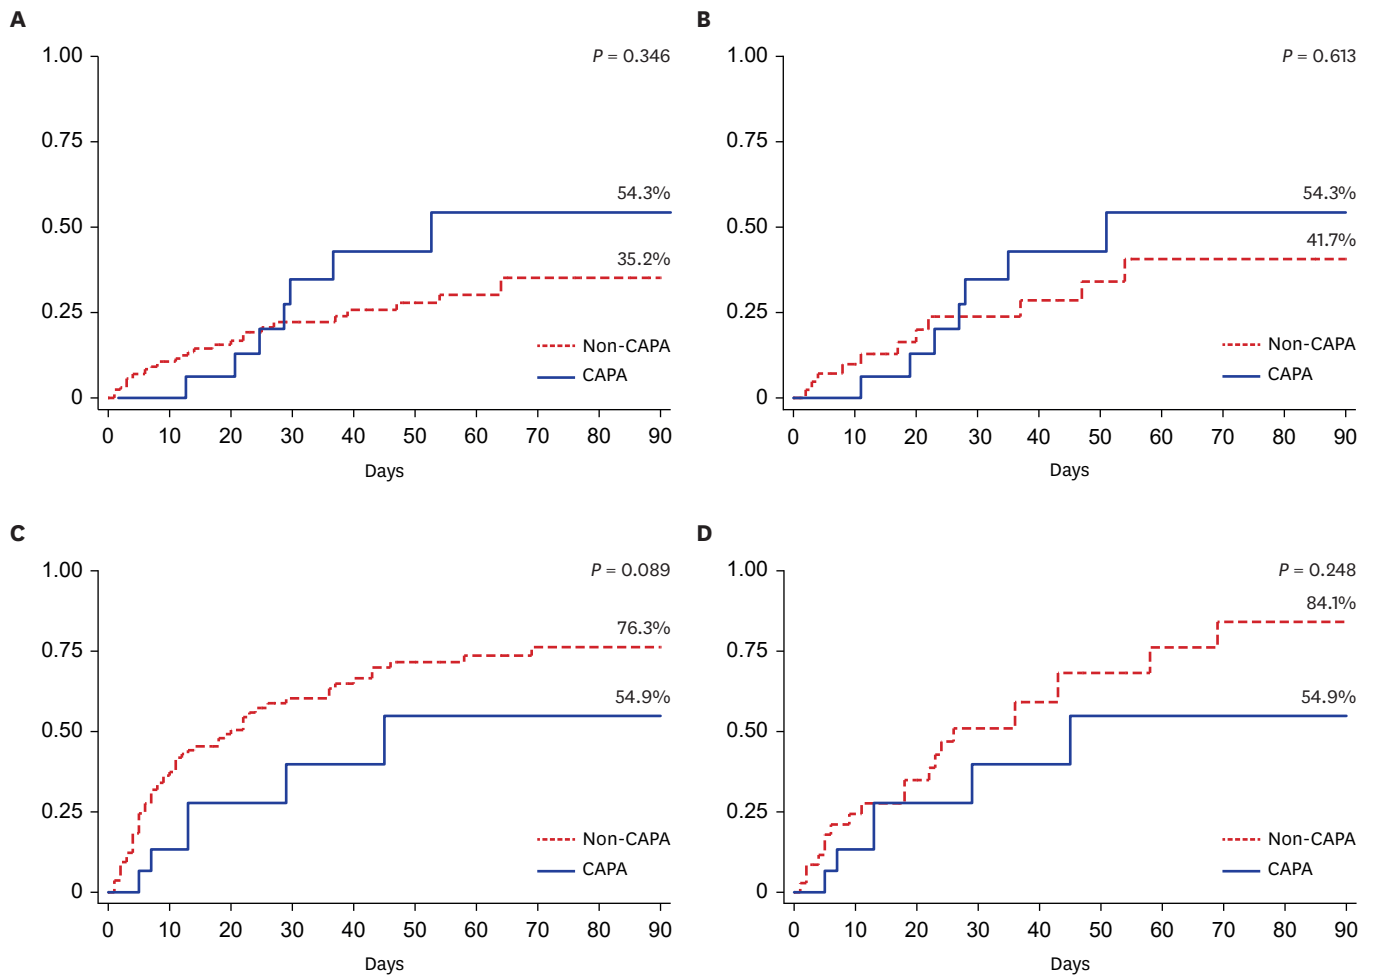 A
P = 0.346
1.00
0.75
0.50
0.25
0
54.3%
35.2%
Non-CAPA
CAPA
0 10 20 30 40 50 60 70 80 90
Days
B
P = 0.613
1.00
0.75
0.50
0.25
0
54.3%
41.7%
Non-CAPA
CAPA
0 10 20 30 40 50 60 70 80 90
Days
C
P = 0.089
1.00
0.75
0.50
0.25
0
76.3%
54.9%
Non-CAPA
CAPA
0 10 20 30 40 50 60 70 80 90
Days
D
P = 0.248
1.00
0.75
0.50
0.25
0
84.1%
54.9%
Non-CAPA
CAPA
0 10 20 30 40 50 60 70 80 90
Days